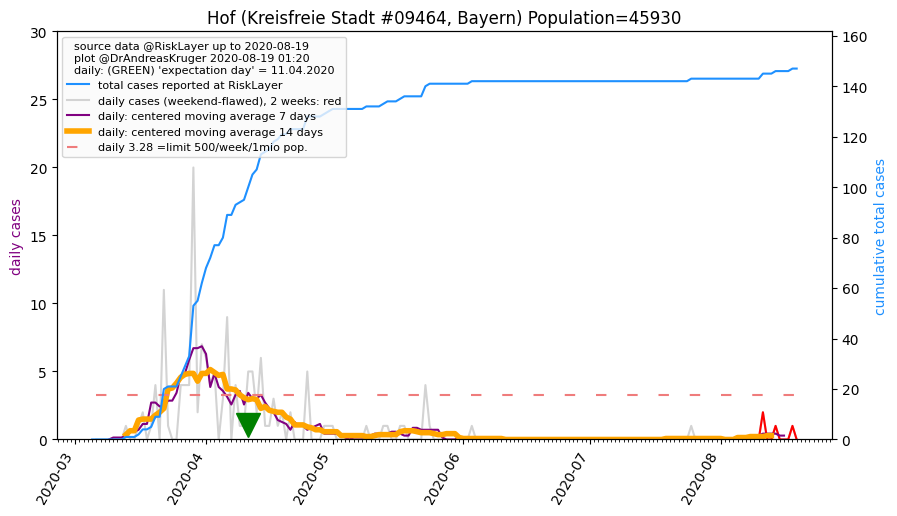 Hof (Kreisfreie Stadt #09464, Bayern) Population=45930
source data @RiskLayer up to 2020-08-19
plot @DrAndreasKruger 2020-08-19 01:20
daily: (GREEN) 'expectation day' = 11.04.2020
total cases reported at RiskLayer
daily cases (weekend-flawed), 2 weeks: red
daily: centered moving average 7 days
daily: centered moving average 14 days
daily 3.28 =limit 500/week/1mio pop.
daily cases
30
25
20
15
10
5
0
cumulative total cases
160
140
120
100
80
60
40
20
0
2020-03
2020-04
2020-05
2020-06
2020-07
2020-08